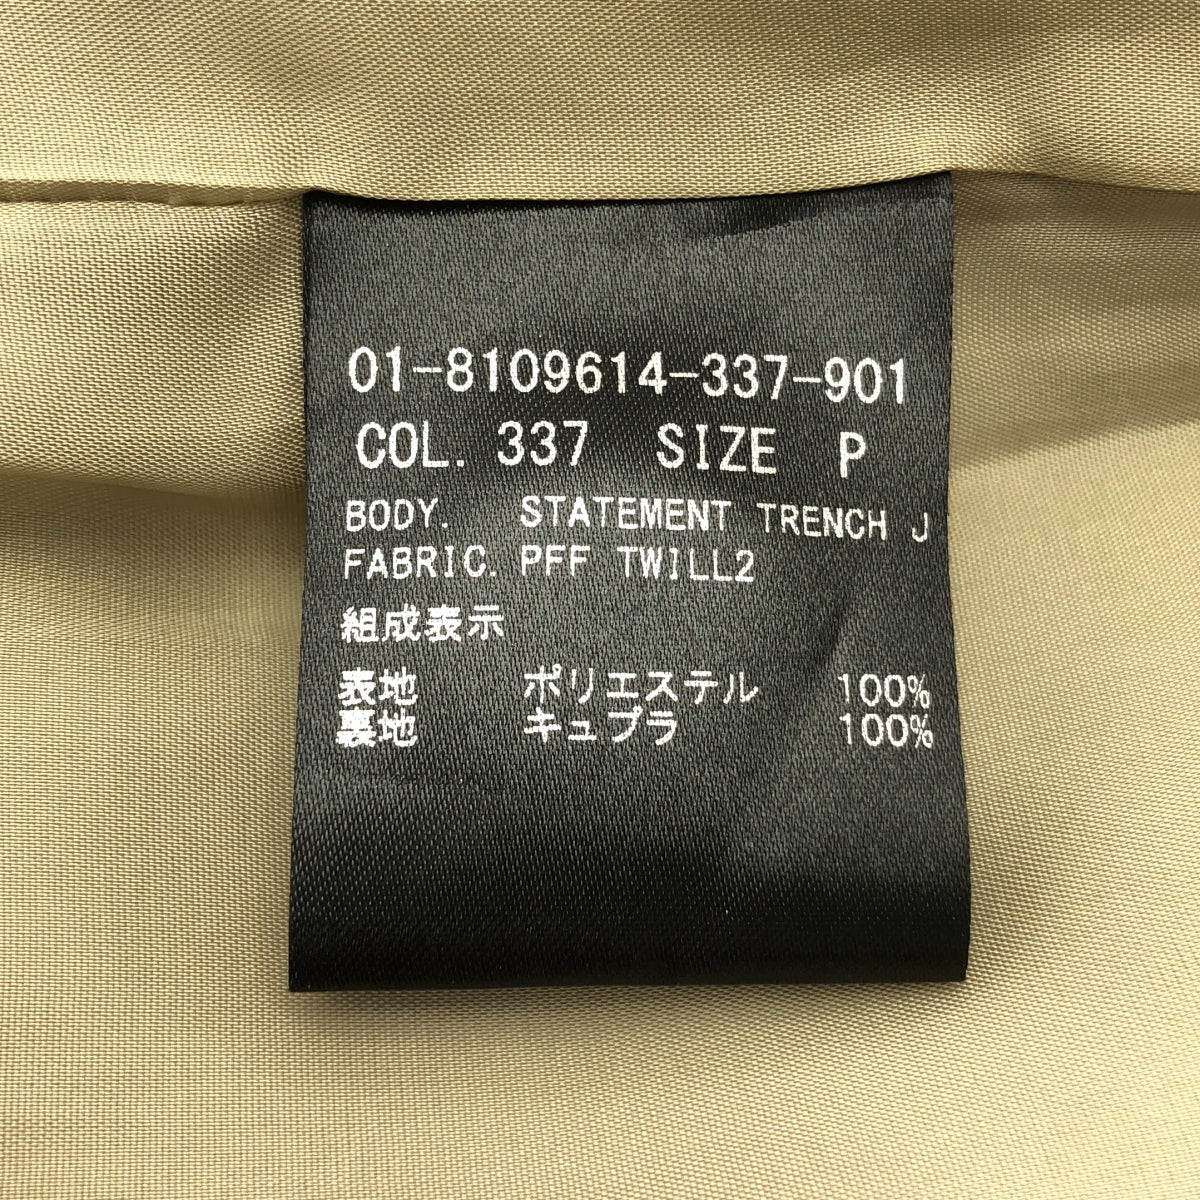 01-8109614-337-901
COL. 337 SIZE P
BODY. STATEMENT TRENCH J
FABRIC. PFF TWILL2
組成表示
表地 ポリエステル 100%
裏地 キュプラ 100%